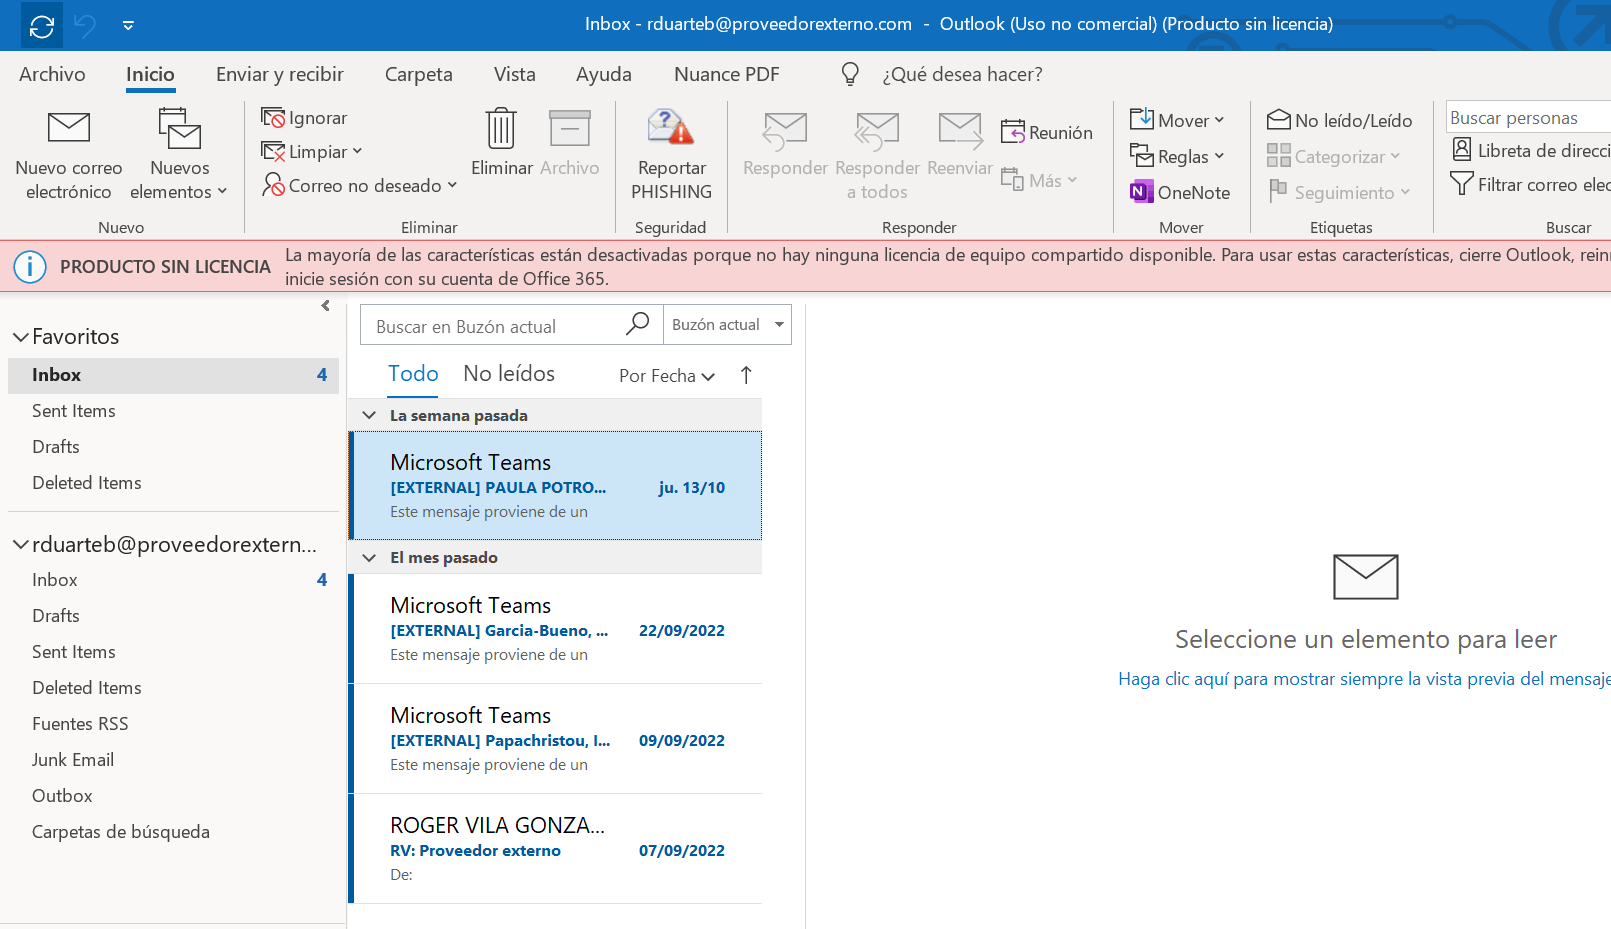 Inbox - rduarteb@proveedorexterno.com - Outlook (Uso no comercial) (Producto sin licencia)
Archivo Inicio Enviar y recibir Carpeta Vista Ayuda Nuance PDF ¿Qué desea hacer?
Nuevo correo electrónico
Nuevos elementos
Nuevo
Ignorar
Limpiar
Correo no deseado
Eliminar
Archivo
Eliminar
Reportar PHISHING
Seguridad
Responder
Responder a todos
Reenviar
Reunión
Más
Responder
Mover
Reglas
OneNote
Mover
No leído/Leído
Categorizar
Seguimiento
Etiquetas
Buscar personas
Libreta de
Filtrar correo
Buscar
PRODUCTO SIN LICENCIA
La mayoría de las características están desactivadas porque no hay ninguna licencia de equipo compartido disponible. Para usar estas características, cierre Outlook,
inicie sesión con su cuenta de Office 365.
Favoritos
Inbox 4
Sent Items
Drafts
Deleted Items
rduarteb@proveedorextern...
Inbox 4
Drafts
Sent Items
Deleted Items
Fuentes RSS
Junk Email
Outbox
Carpetas de búsqueda
Buscar en Buzón actual Buzón actual
Todo No leídos Por Fecha
La semana pasada
Microsoft Teams
[EXTERNAL] PAULA POTRO... ju. 13/10
Este mensaje proviene de un
El mes pasado
Microsoft Teams
[EXTERNAL] Garcia-Bueno, ... 22/09/2022
Este mensaje proviene de un
Microsoft Teams
[EXTERNAL] Papachristou, I... 09/09/2022
Este mensaje proviene de un
ROGER VILA GONZA...
RV: Proveedor externo 07/09/2022
De:
Seleccione un elemento para leer
Haga clic aquí para mostrar siempre la vista previa del mensaje